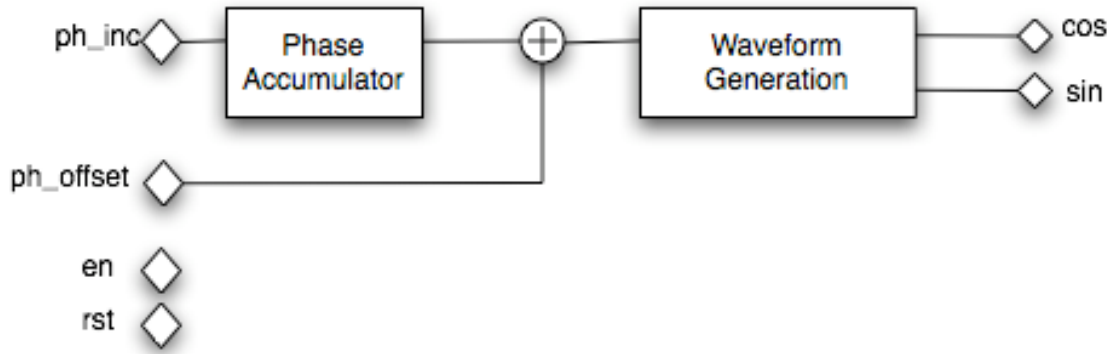 ph_inc
Phase
Accumulator
Waveform
Generation
cos
sin
ph_offset
en
rst